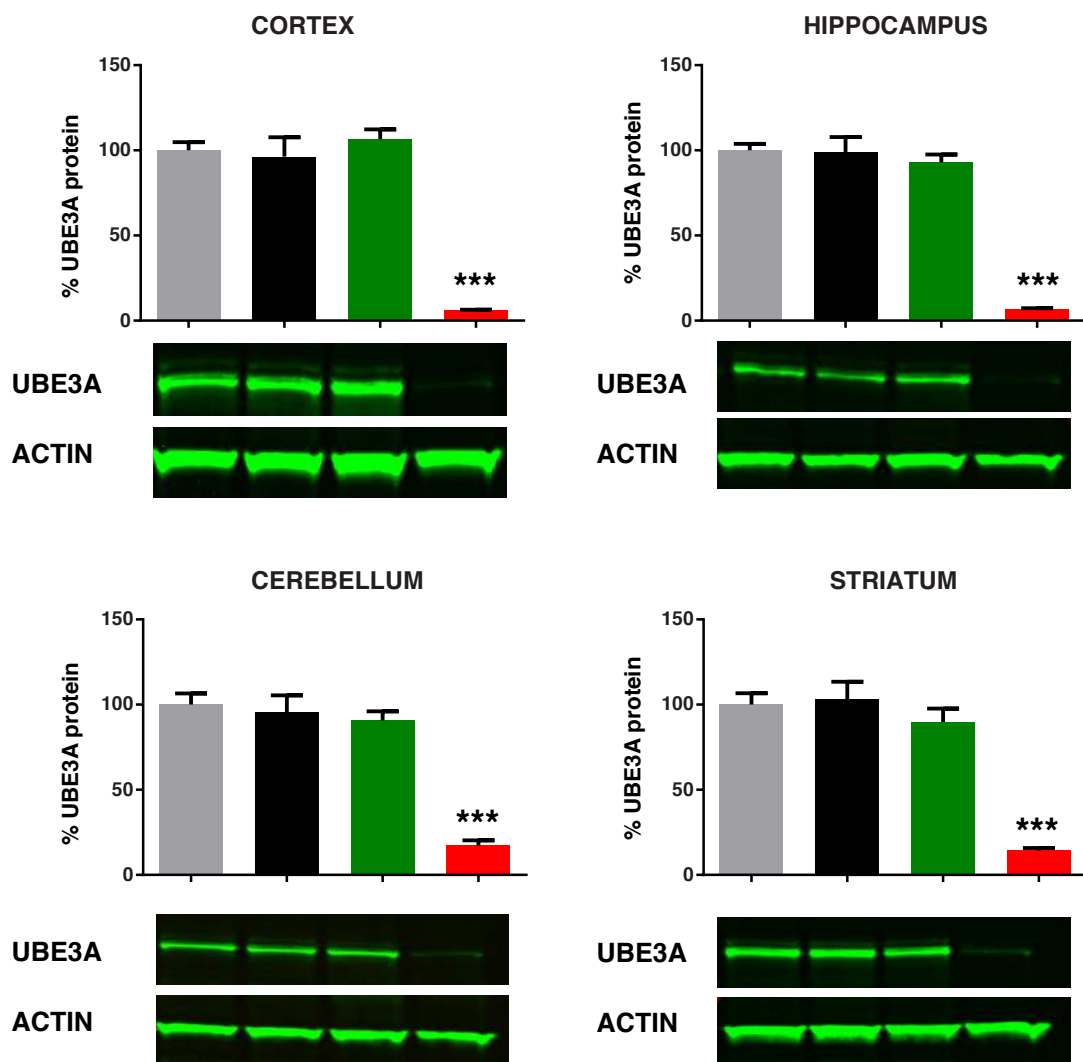 CORTEX
% UBE3A protein
150
100
50
0
***
UBE3A
ACTIN
HIPPOCAMPUS
% UBE3A protein
150
100
50
0
***
UBE3A
ACTIN
CEREBELLUM
% UBE3A protein
150
100
50
0
***
UBE3A
ACTIN
STRIATUM
% UBE3A protein
150
100
50
0
***
UBE3A
ACTIN